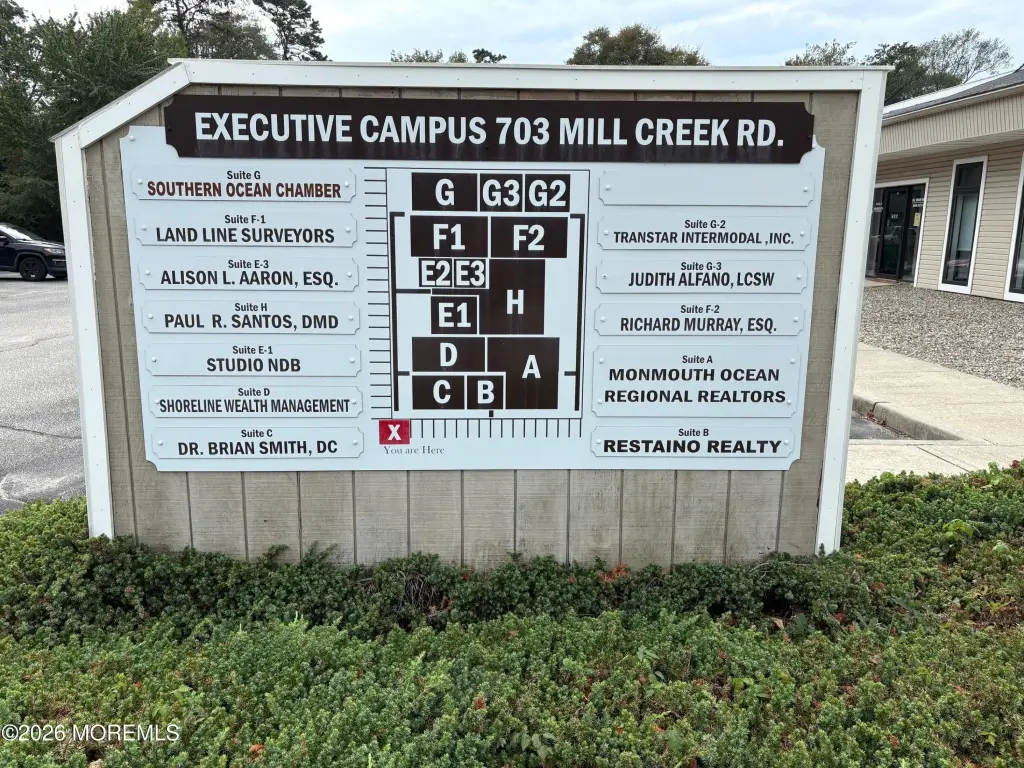 EXECUTIVE CAMPUS 703 MILL CREEK RD.
Suite G
SOUTHERN OCEAN CHAMBER
Suite F-1
LAND LINE SURVEYORS
Suite E-3
ALISON L. AARON, ESQ.
Suite H
PAUL R. SANTOS, DMD
Suite E-1
STUDIO NDB
Suite D
SHORELINE WEALTH MANAGEMENT
Suite C
DR. BRIAN SMITH, DC
G G3 G2
F1 F2
E2 E3
H
E1
D
A
C B
X
You are Here
Suite G-2
TRANSTAR INTERMODAL ,INC.
Suite G-3
JUDITH ALFANO, LCSW
Suite F-2
RICHARD MURRAY, ESQ.
Suite A
MONMOUTH OCEAN
REGIONAL REALTORS
Suite B
RESTAINO REALTY
©2026 MOREMLS